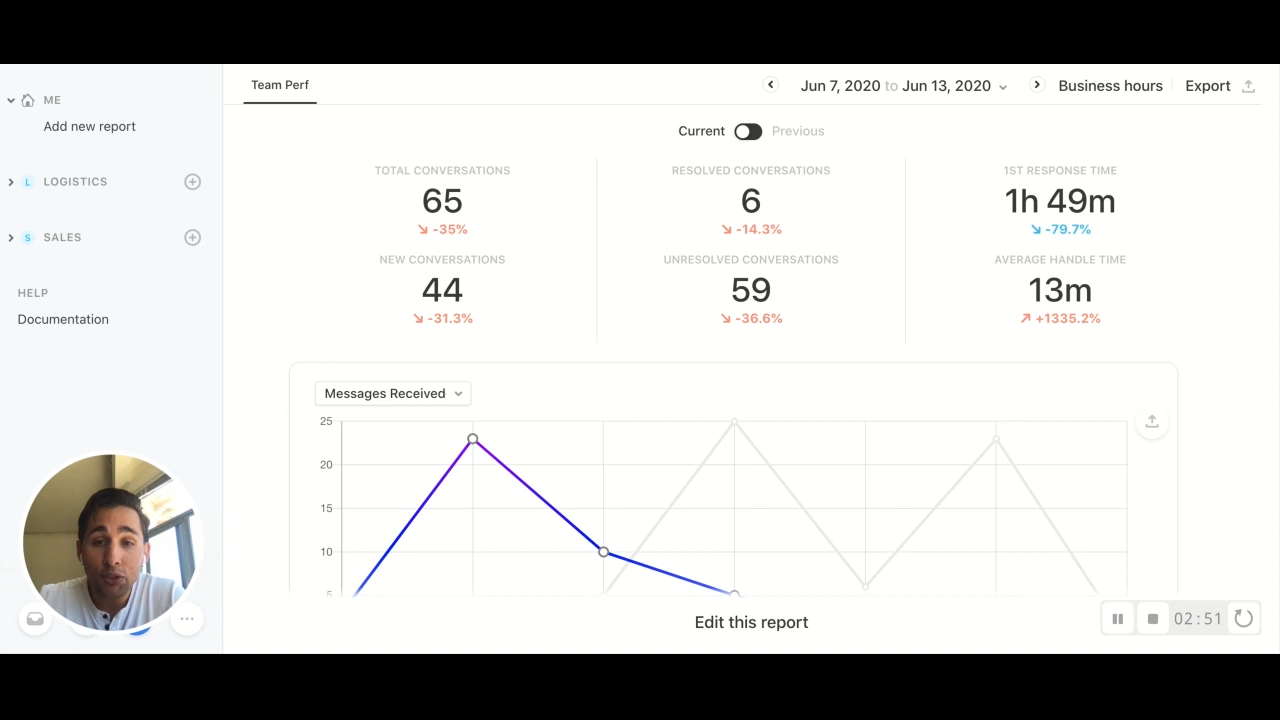 Team Perf
Jun 7, 2020 to Jun 13, 2020
Business hours
Export
ME
Add new report
L LOGISTICS
S SALES
HELP
Documentation
Current Previous
TOTAL CONVERSATIONS
65
-35%
RESOLVED CONVERSATIONS
6
-14.3%
1ST RESPONSE TIME
1h 49m
-79.7%
NEW CONVERSATIONS
44
-31.3%
UNRESOLVED CONVERSATIONS
59
-36.6%
AVERAGE HANDLE TIME
13m
+1335.2%
Messages Received
25
20
15
10
5
Edit this report
02:51